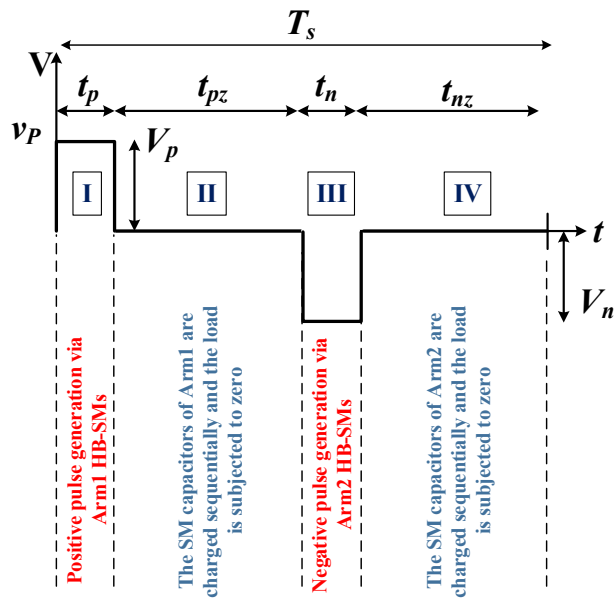 T_s
V
t_p
t_pz
t_n
t_nz
v_P
V_p
I
II
III
IV
t
V_n
Positive pulse generation via
Arm1 HB-SMs
The SM capacitors of Arm1 are
charged sequentially and the load
is subjected to zero
Negative pulse generation via
Arm2 HB-SMs
The SM capacitors of Arm2 are
charged sequentially and the load
is subjected to zero